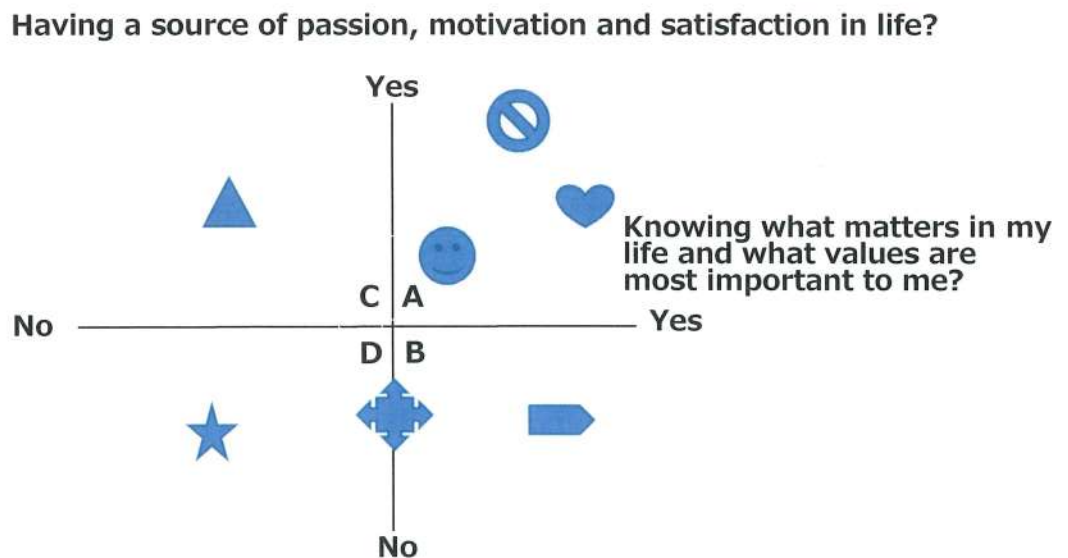 Having a source of passion, motivation and satisfaction in life?
Yes
Knowing what matters in my
life and what values are
most important to me?
C A
No
Yes
D B
No